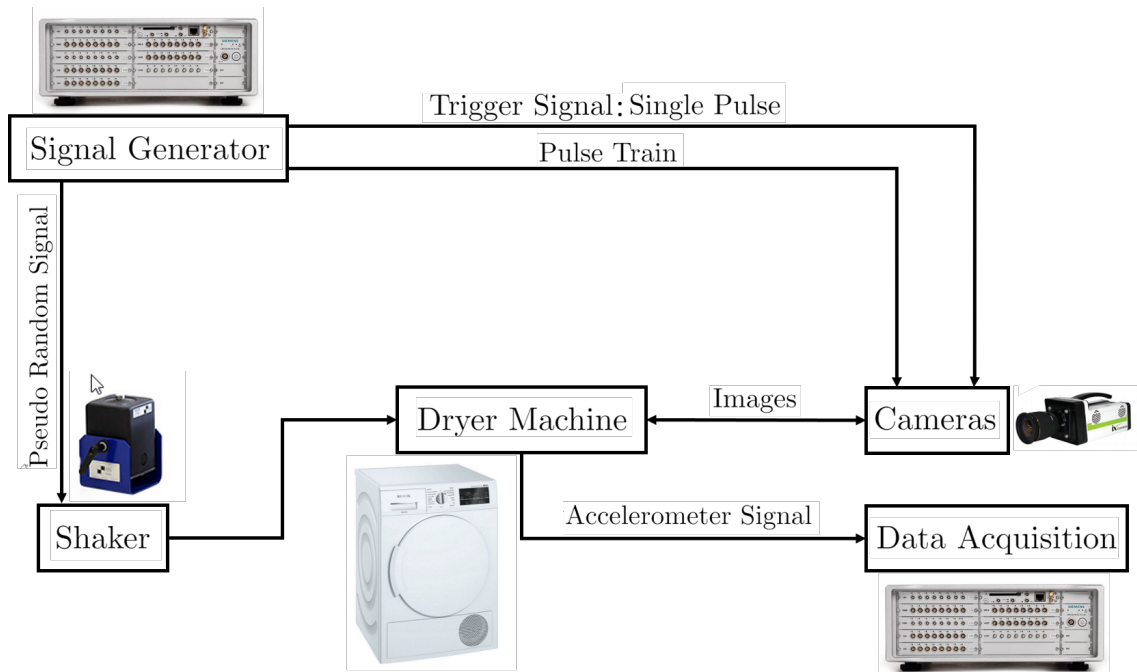 Trigger Signal: Single Pulse
Signal Generator
Pulse Train
Pseudo Random Signal
Dryer Machine
Images
Cameras
Shaker
Accelerometer Signal
Data Acquisition